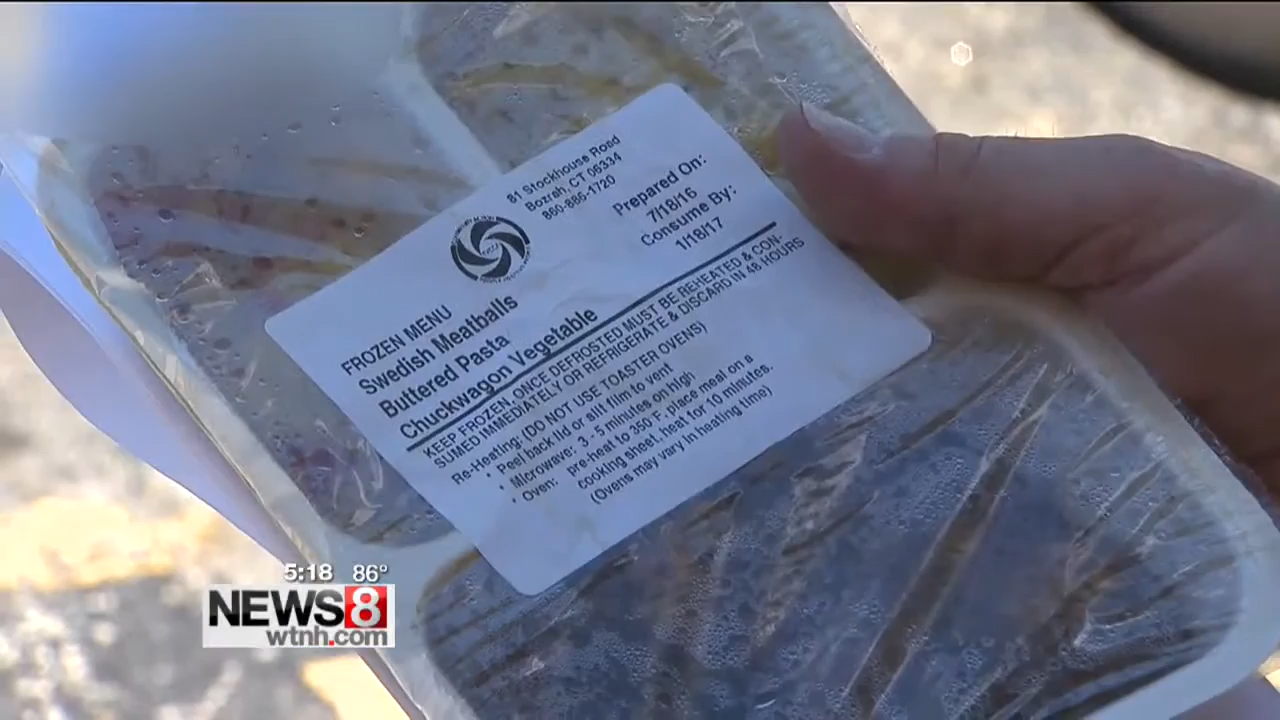 81 Stockhouse Road
Bozrah, CT 06334
860-886-1720
Prepared On:
7/18/16
Consume By:
1/18/17
FROZEN MENU
Swedish Meatballs
Buttered Pasta
Chuckwagon Vegetable
KEEP FROZEN, ONCE DEFROSTED MUST BE REHEATED & CON-
SUMED IMMEDIATELY OR REFRIGERATE & DISCARD IN 48 HOURS
Re-Heating: (DO NOT USE TOASTER OVENS)
• Peel back lid or slit film to vent
• Microwave: 3 - 5 minutes on high
• Oven: pre-heat to 350°F, place meal on a
cooking sheet, heat for 10 minutes.
(Ovens may vary in heating time)
5:18 86°
NEWS 8
wtnh.com